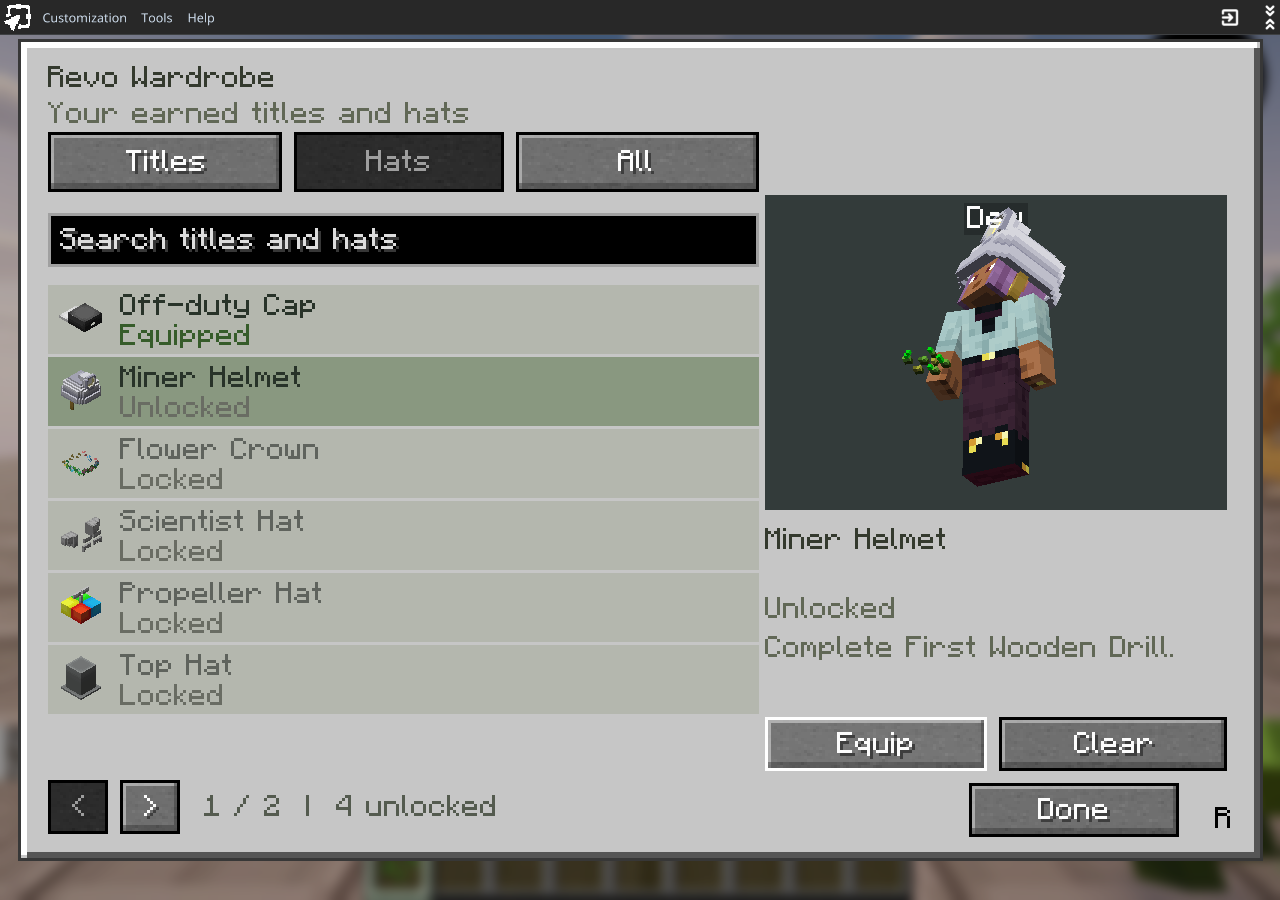 Customization Tools Help
Revo Wardrobe
Your earned titles and hats
Titles Hats All
Search titles and hats
Off-duty Cap
Equipped
Miner Helmet
Unlocked
Flower Crown
Locked
Scientist Hat
Locked
Propeller Hat
Locked
Top Hat
Locked
Miner Helmet
Unlocked
Complete First Wooden Drill.
Equip Clear
< > 1 / 2 | 4 unlocked
Done
R